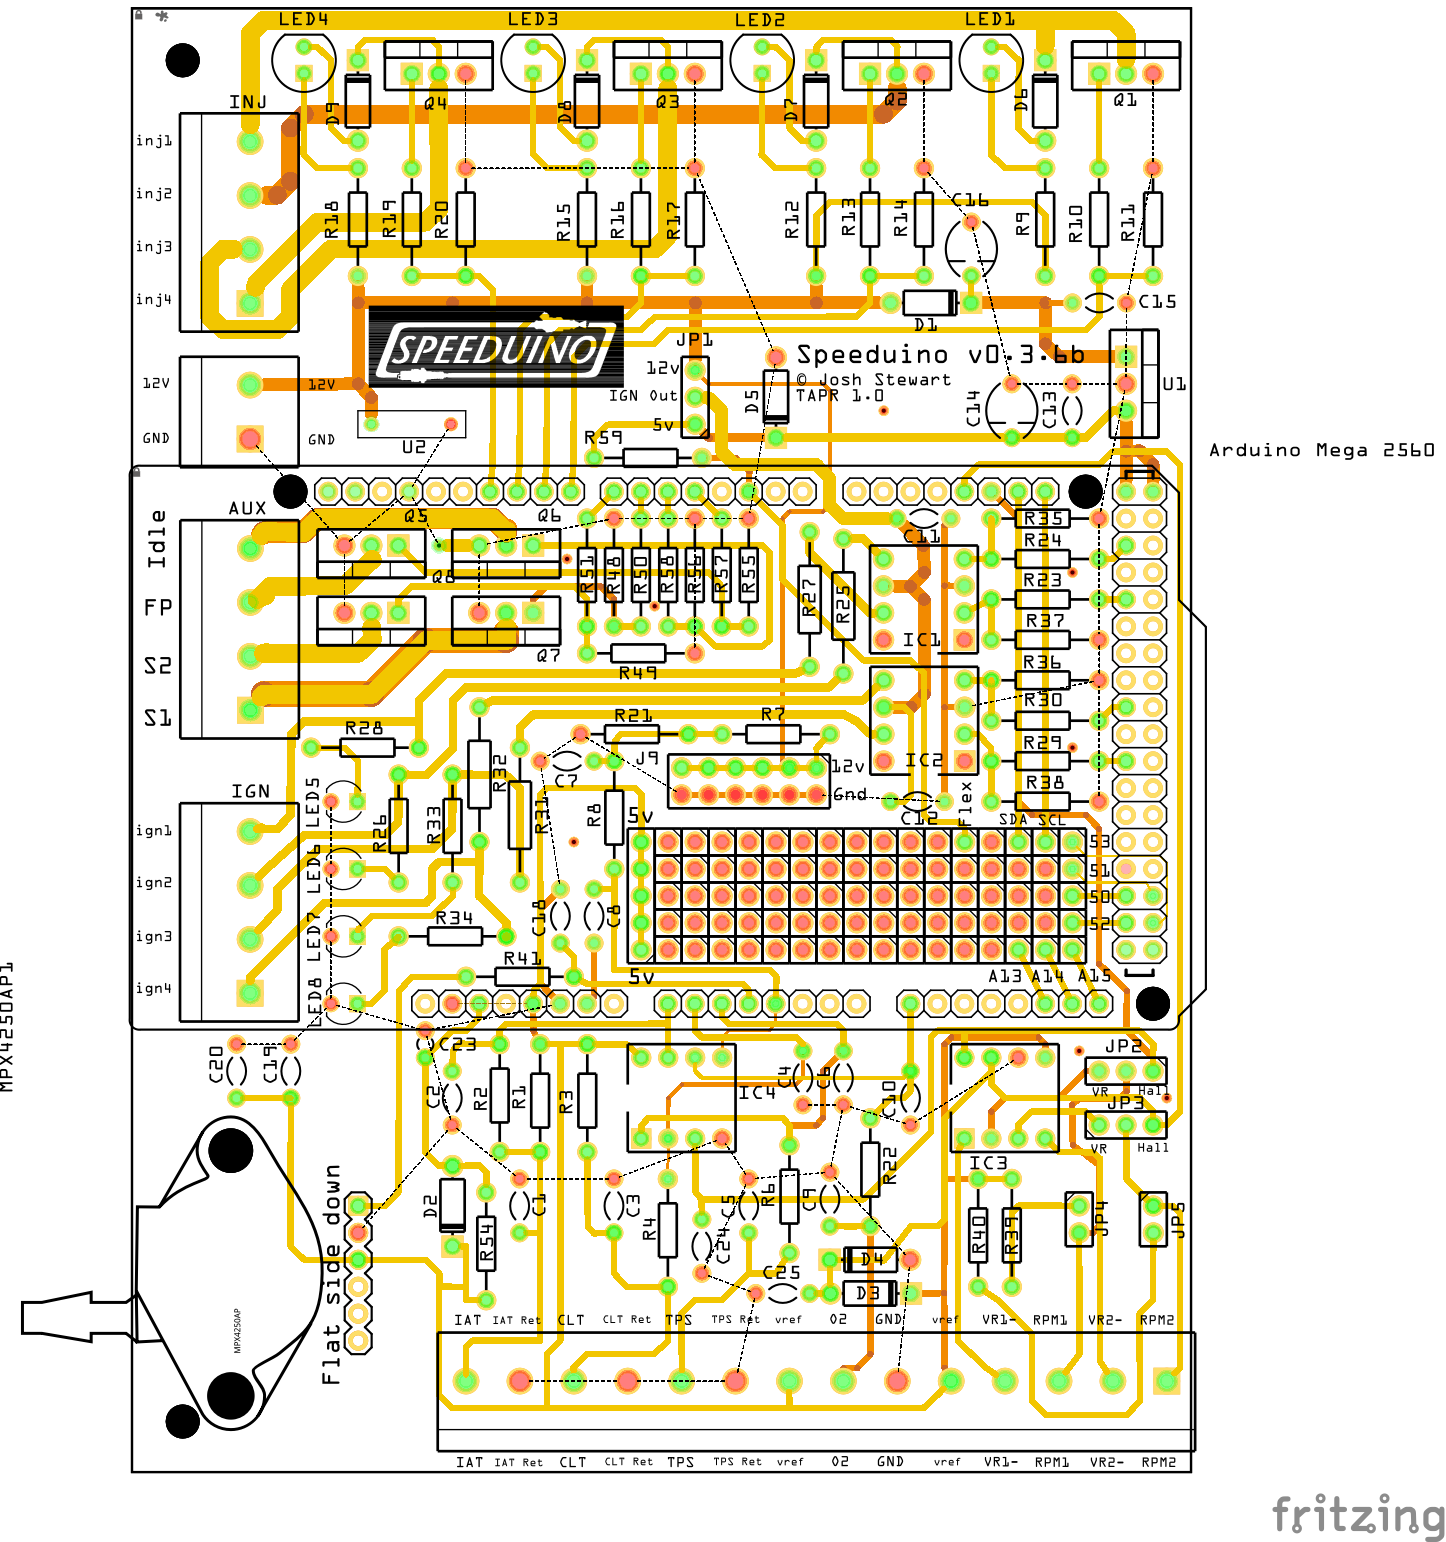 LED4 LED3 LED2 LED1
INJ D9 Q4 D8 Q3 D7 Q2 D6 Q1
inj1
inj2
R18 R19 R20 R15 R16 R17 R12 R13 R14 C16 R9 R10 R11
inj3
inj4
D1 C15
SPEEDUINO
JP1
Speeduino v0.3.6b
12v
© Josh Stewart
12V 12V
IGN Out
TAPR 1.0
D5 C14 C13 U1
5v
GND GND
U2 R59
Arduino Mega 2560
AUX Q5 Q6
Idle
C11 R35
R24
Q8
R51 R48 R50 R58 R56 R57 R55
R23
FP
R27 R25
R37
IC1
Q7
S2
R49
R36
R30
S1
R28 R21 R7
R29
J9 12v IC2
R32 C7
R38
IGN LED5 Gnd
C12 Flex SDA SCL
R26 R33 R31 R8 5v
ign1 53
LED6 51
ign2
50
LED7 R34 C18 C8 52
ign3
R41
5v A13 A14 A15
ign4 LED8
MPX4250AP1
C20 C19 C23 JP2
C2 R2 R1 R3 IC4 C4 C6 C10
VR Hall
JP3
VR Hall
IC3
Flat side down
D2 R54 C1 C3 R4 C24 C5 R6 C9 R22 R40 R39 JP4 JP5
D4
C25
D3
MPX4250AP
IAT IAT Ret CLT CLT Ret TPS TPS Ret vref O2 GND vref VR1- RPM1 VR2- RPM2
IAT IAT Ret CLT CLT Ret TPS TPS Ret vref O2 GND vref VR1- RPM1 VR2- RPM2
fritzing